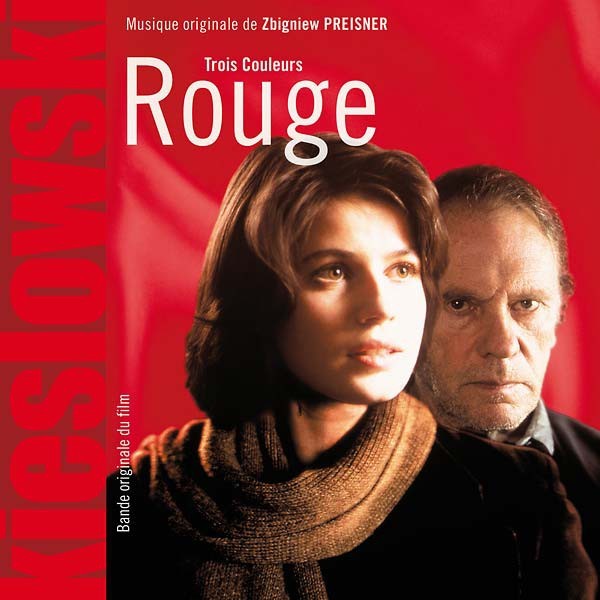 Musique originale de Zbigniew PREISNER
Trois Couleurs
Rouge
kieslowski
Bande originale du film